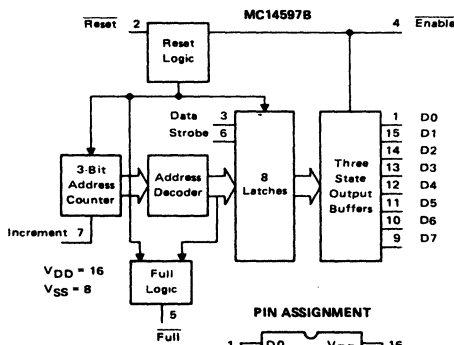 MC14597B
Reset 2
4 Enable
Reset
Logic
Data 3
Strobe 6
3-Bit
Address
Counter
Address
Decoder
8
Latches
Three
State
Output
Buffers
1 D0
15 D1
14 D2
13 D3
12 D4
11 D5
10 D6
9 D7
Increment 7
VDD = 16
VSS = 8
Full
Logic
5
Full
PIN ASSIGNMENT
1 D0
16